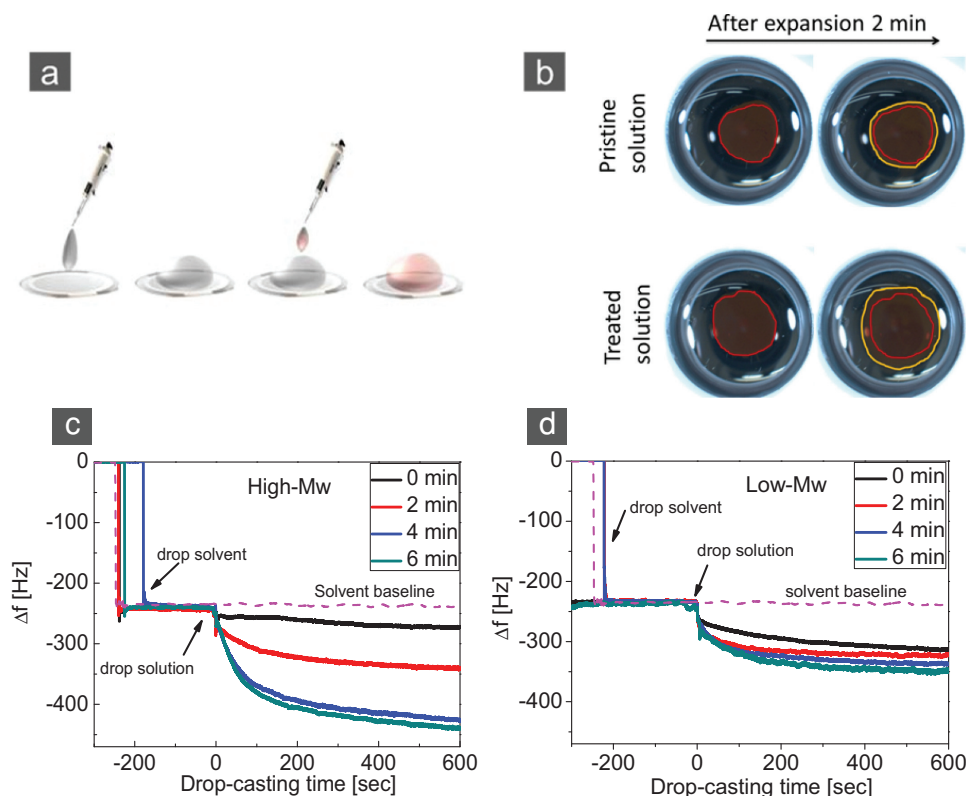 a
b
After expansion 2 min
Pristine
solution
Treated
solution
c
0
-100
-200
-300
-400
Δf [Hz]
High-Mw
0 min
2 min
4 min
6 min
drop solvent
Solvent baseline
drop solution
-200
0
200
400
600
Drop-casting time [sec]
d
0
-100
-200
-300
-400
Δf [Hz]
Low-Mw
0 min
2 min
4 min
6 min
drop solvent
drop solution
solvent baseline
-200
0
200
400
600
Drop-casting time [sec]